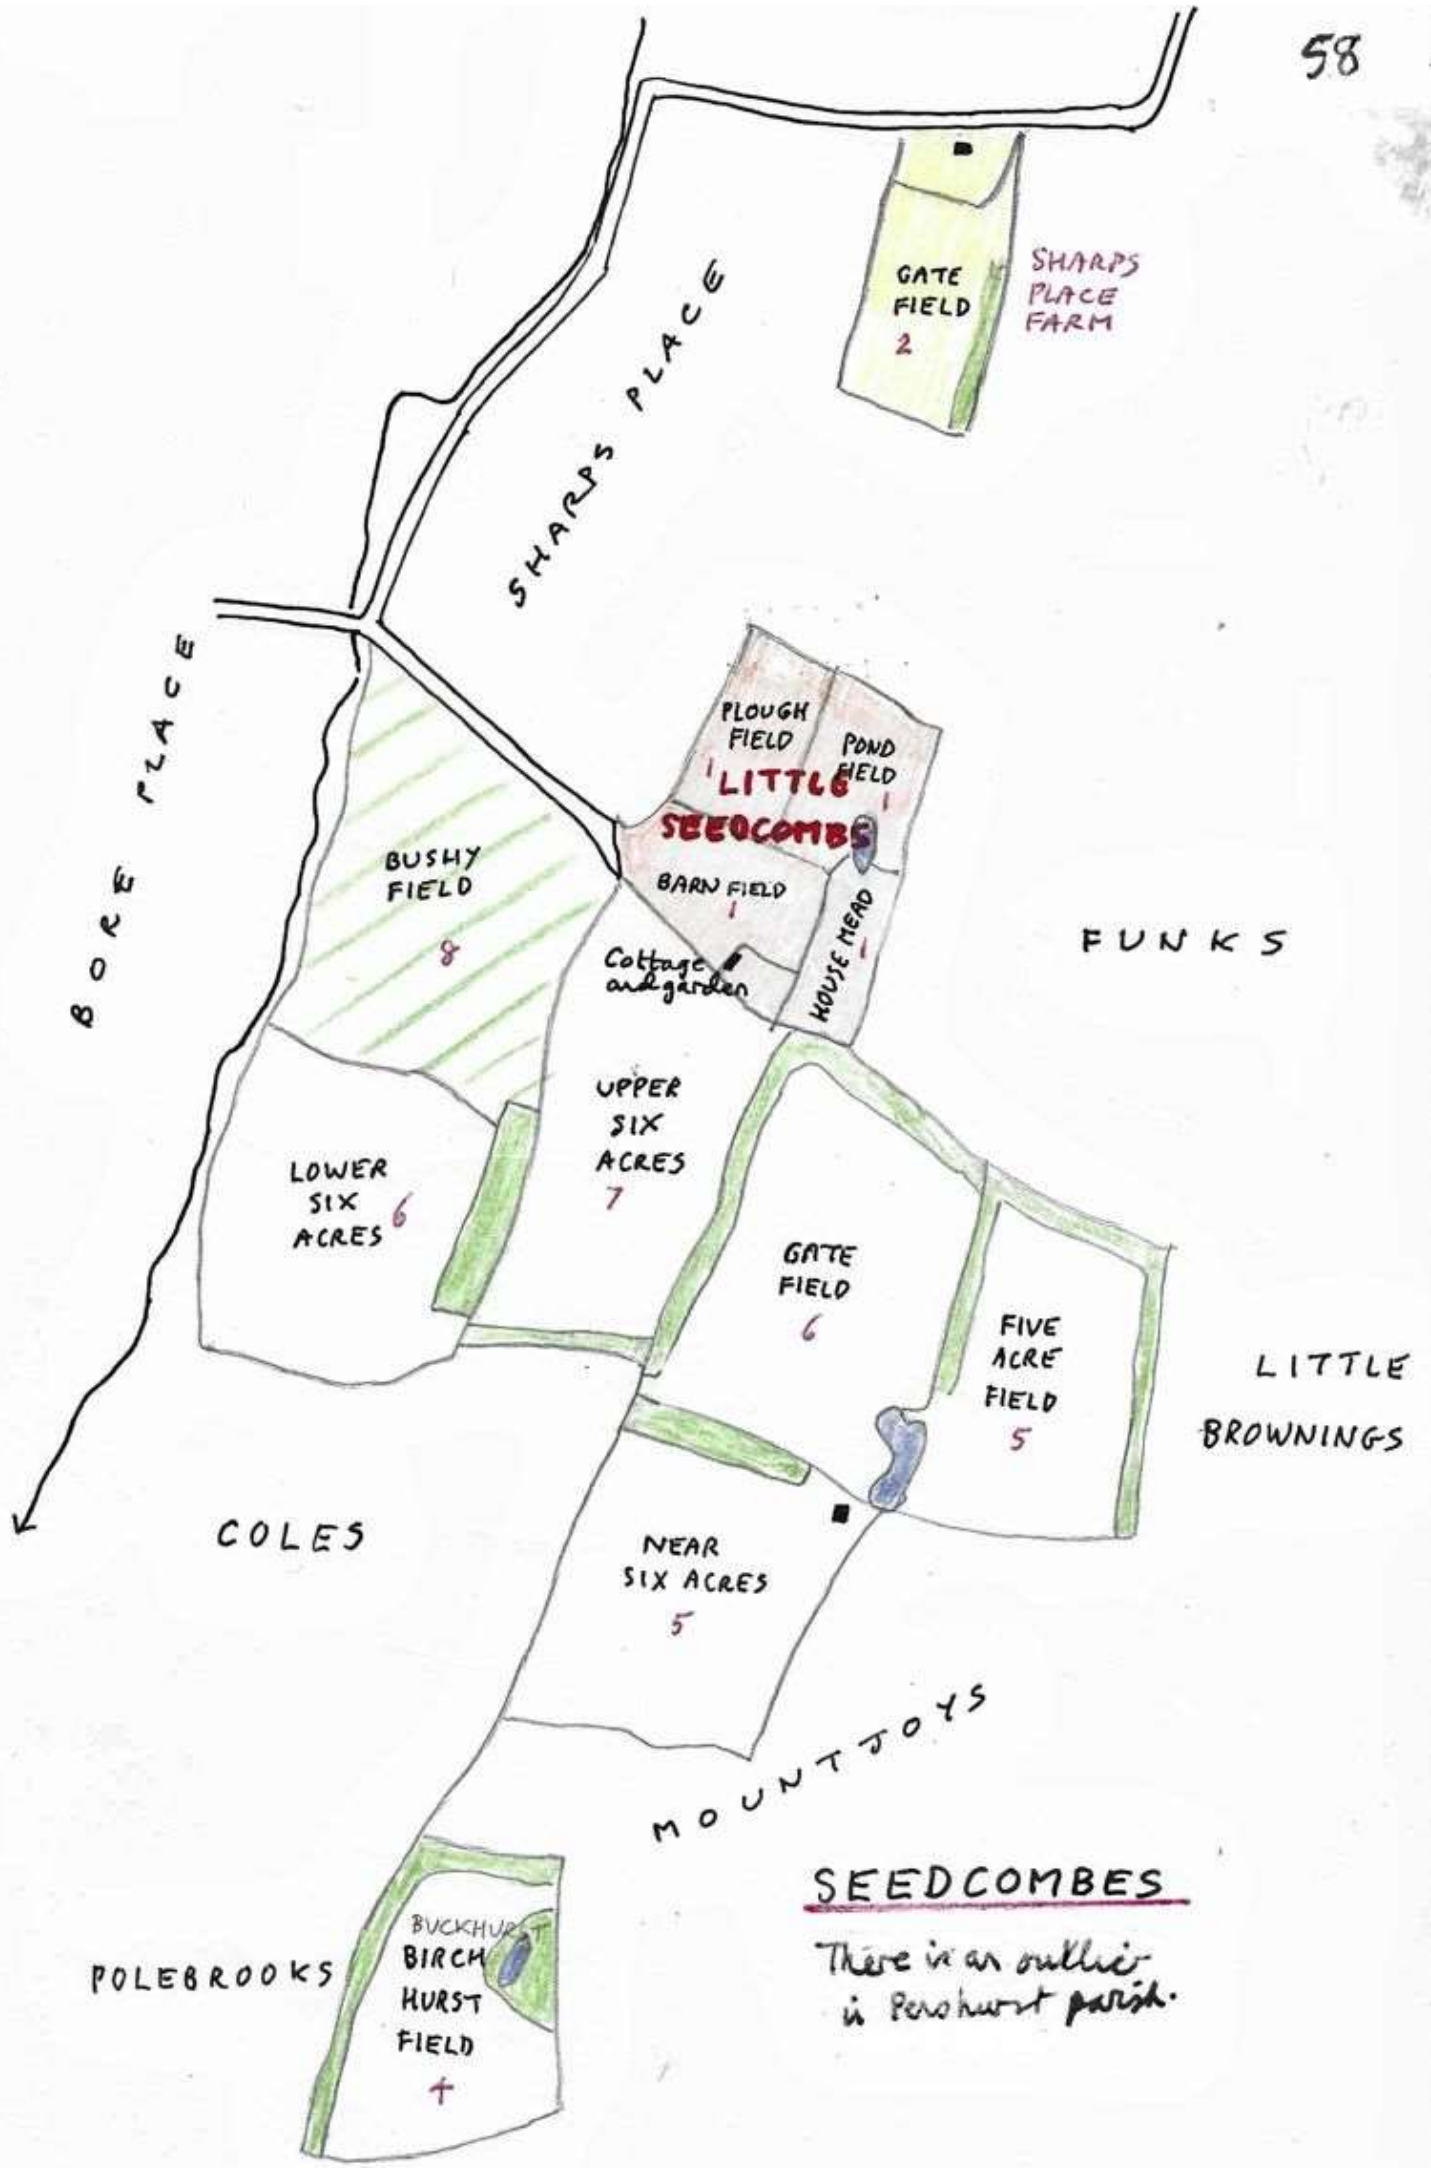 58
GATE
FIELD
2
SHARPS
PLACE
FARM
SHARPS PLACE
BORE PLACE
PLOUGH
FIELD
1
POND
FIELD
1
LITTLE
SEEDCOMBS
BARN FIELD
1
HOUSE MEAD
1
Cottage
and garden
BUSHY
FIELD
8
FUNKS
UPPER
SIX
ACRES
7
LOWER
SIX
ACRES
6
GATE
FIELD
6
FIVE
ACRE
FIELD
5
LITTLE
BROWNINGS
COLES
NEAR
SIX ACRES
5
MOUNTJOYS
SEEDCOMBES
There is an outlier
in Penshurst parish.
POLEBROOKS
BUCKHURST
BIRCH
HURST
FIELD
4